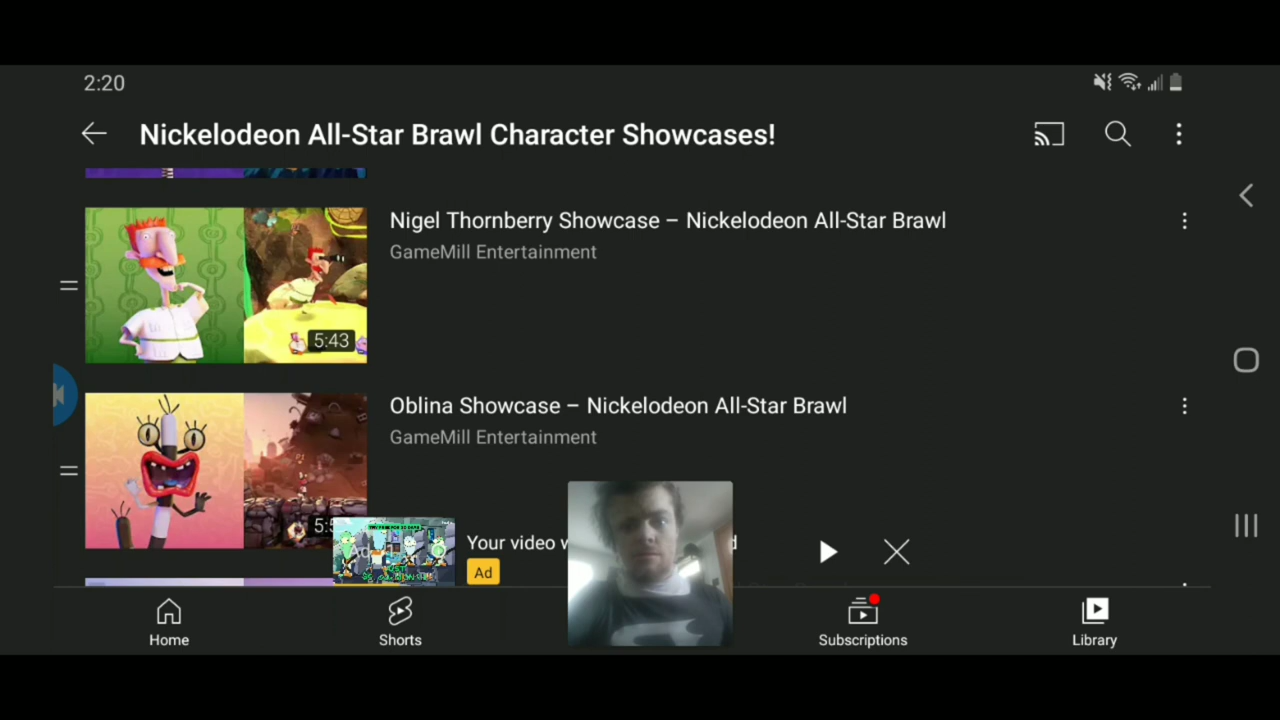 2:20
Nickelodeon All-Star Brawl Character Showcases!
Nigel Thornberry Showcase – Nickelodeon All-Star Brawl
GameMill Entertainment
5:43
Oblina Showcase – Nickelodeon All-Star Brawl
GameMill Entertainment
Your video
Ad
Home
Shorts
Subscriptions
Library